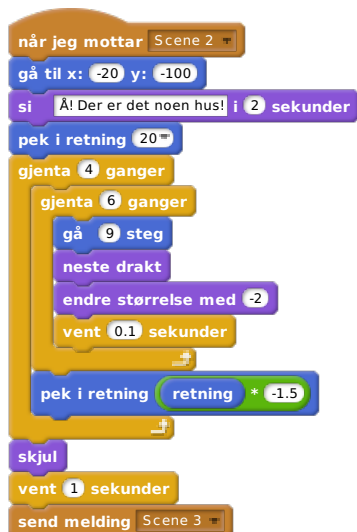 når jeg mottar Scene 2
gå til x: -20 y: -100
si Å! Der er det noen hus! i 2 sekunder
pek i retning 20
gjenta 4 ganger
gjenta 6 ganger
gå 9 steg
neste drakt
endre størrelse med -2
vent 0.1 sekunder
pek i retning retning * -1.5
skjul
vent 1 sekunder
send melding Scene 3